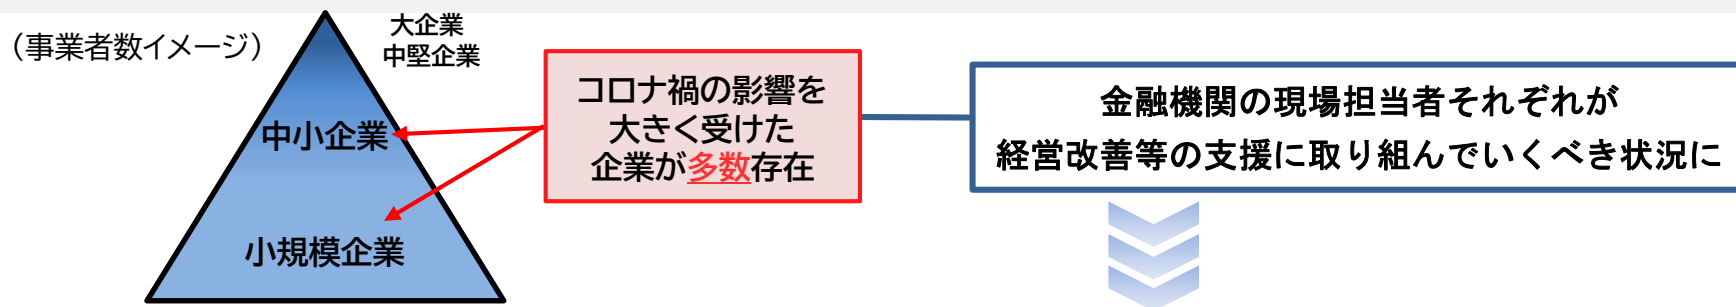 （事業者数イメージ）
大企業
中堅企業
中小企業
小規模企業
コロナ禍の影響を
大きく受けた
企業が多数存在
金融機関の現場担当者それぞれが
経営改善等の支援に取り組んでいくべき状況に